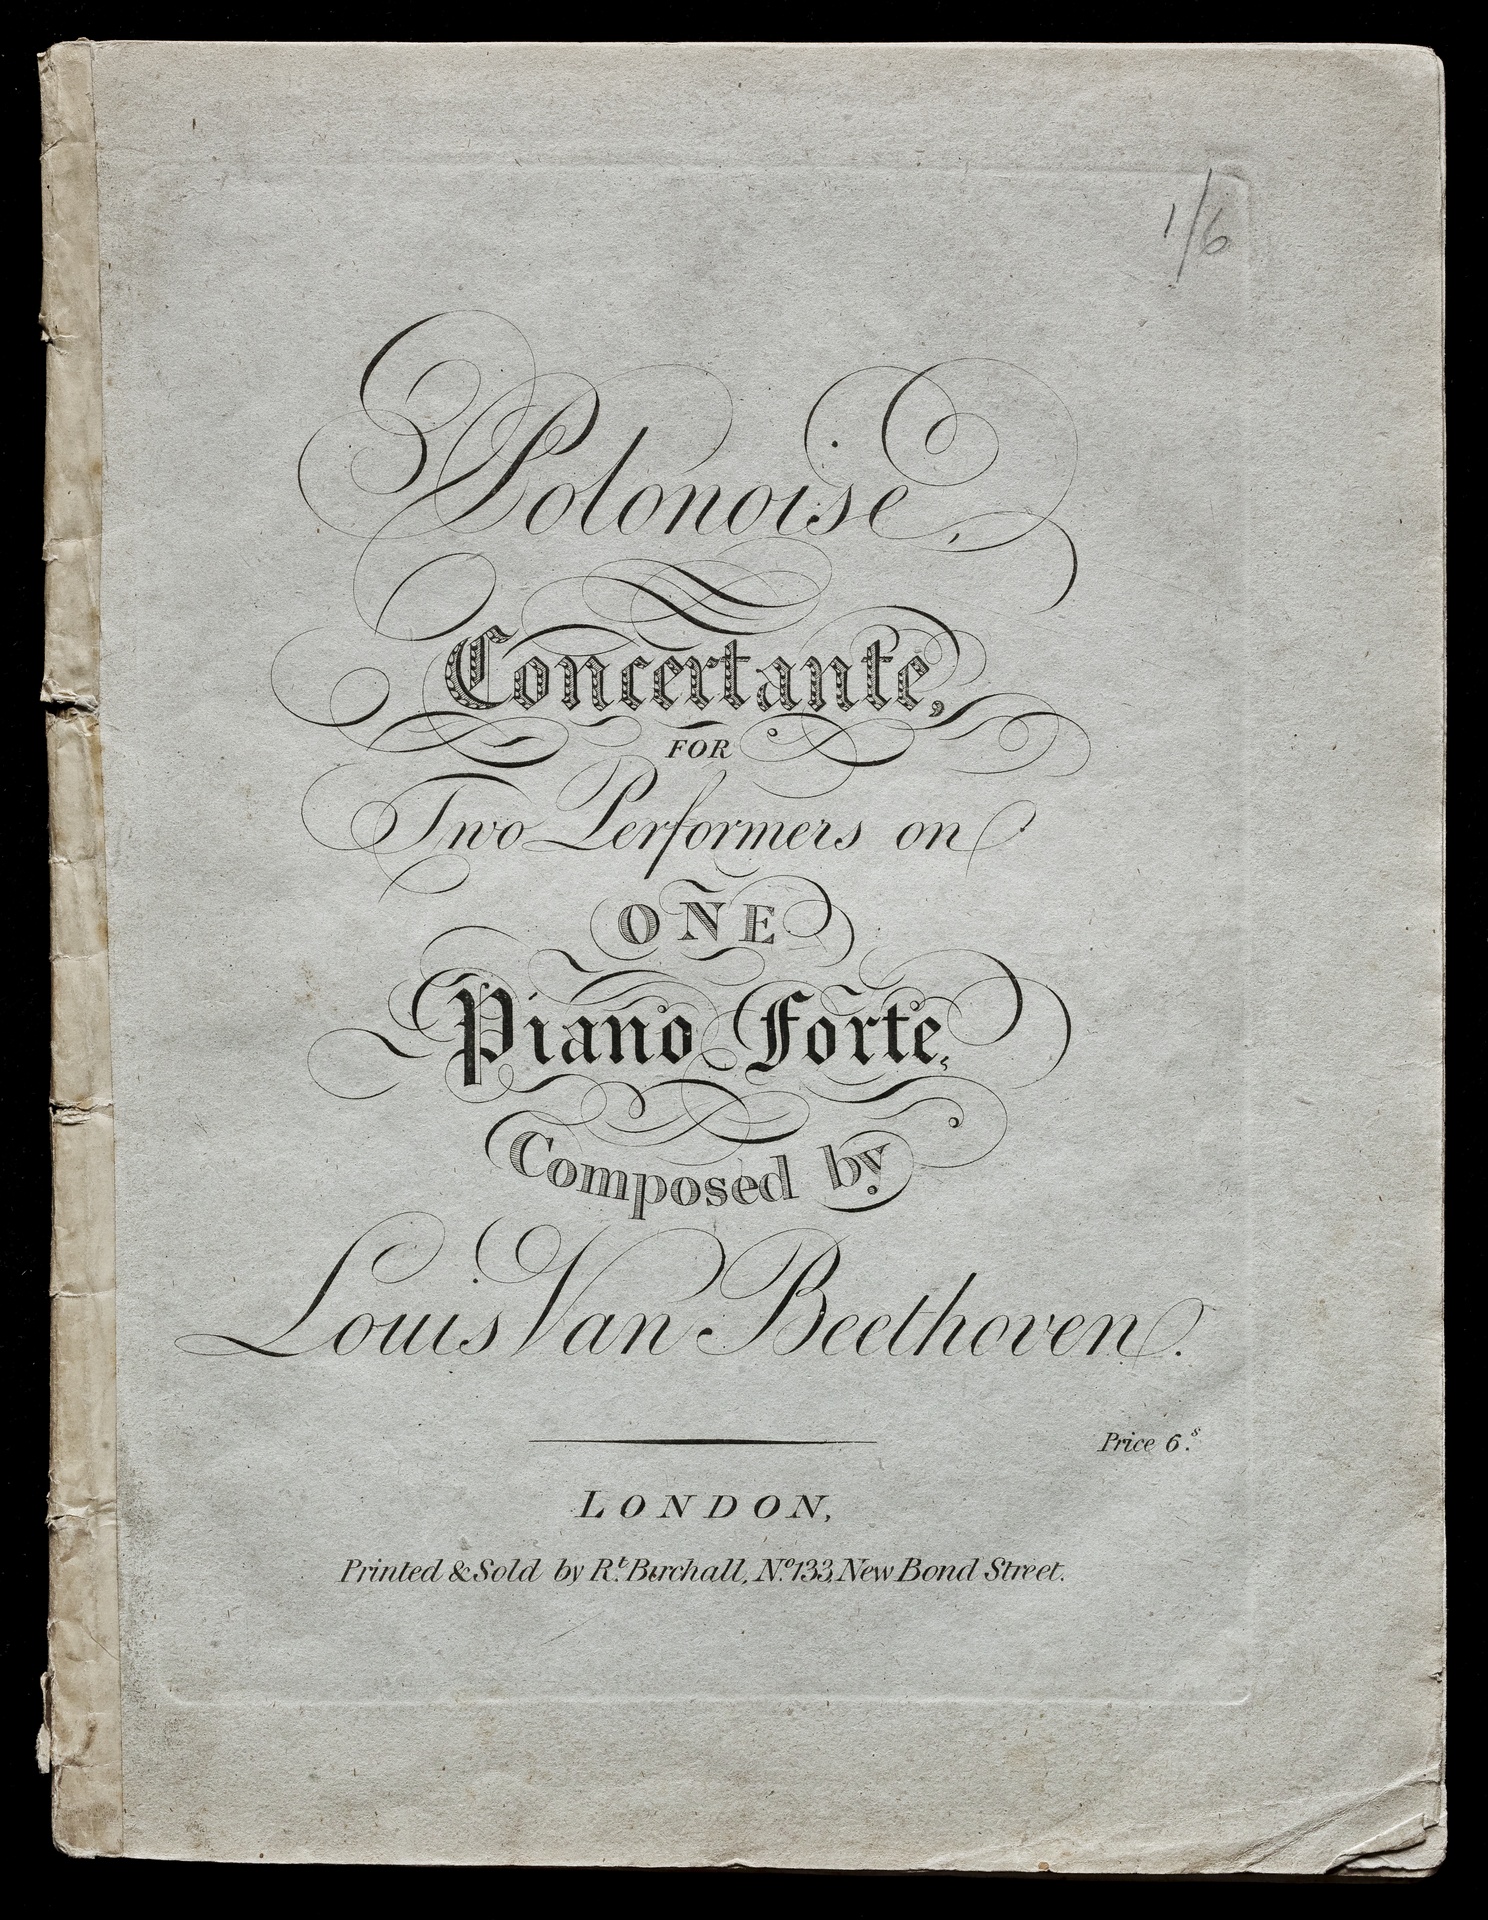 1/6
Polonoise,
Concertante,
FOR
Two Performers on
ONE
Piano Forte,
Composed by
Louis Van Beethoven.
Price 6.s
LONDON,
Printed & Sold by Rt. Birchall, No. 133, New Bond Street.